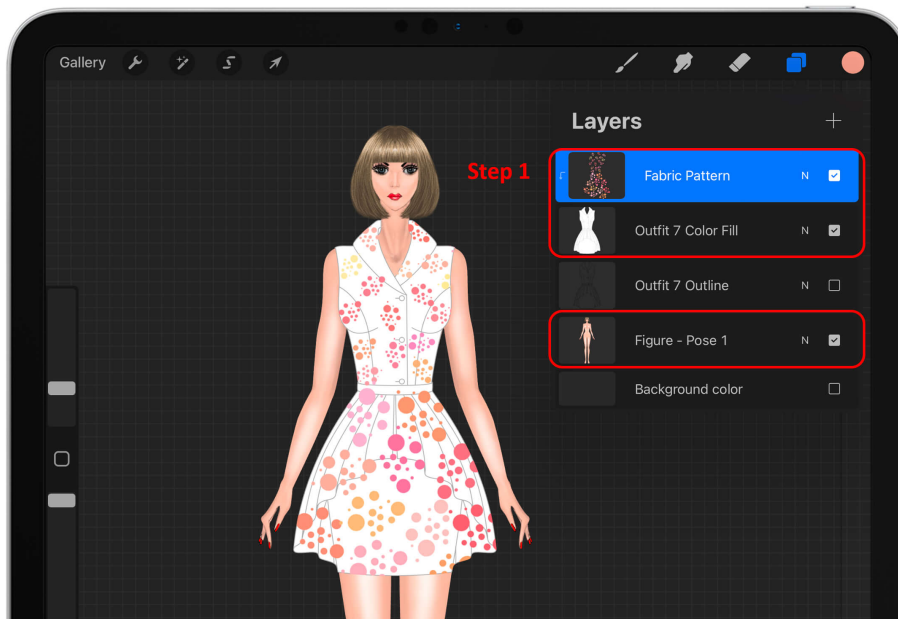 Gallery
Layers
Step 1
Fabric Pattern N
Outfit 7 Color Fill N
Outfit 7 Outline N
Figure - Pose 1 N
Background color